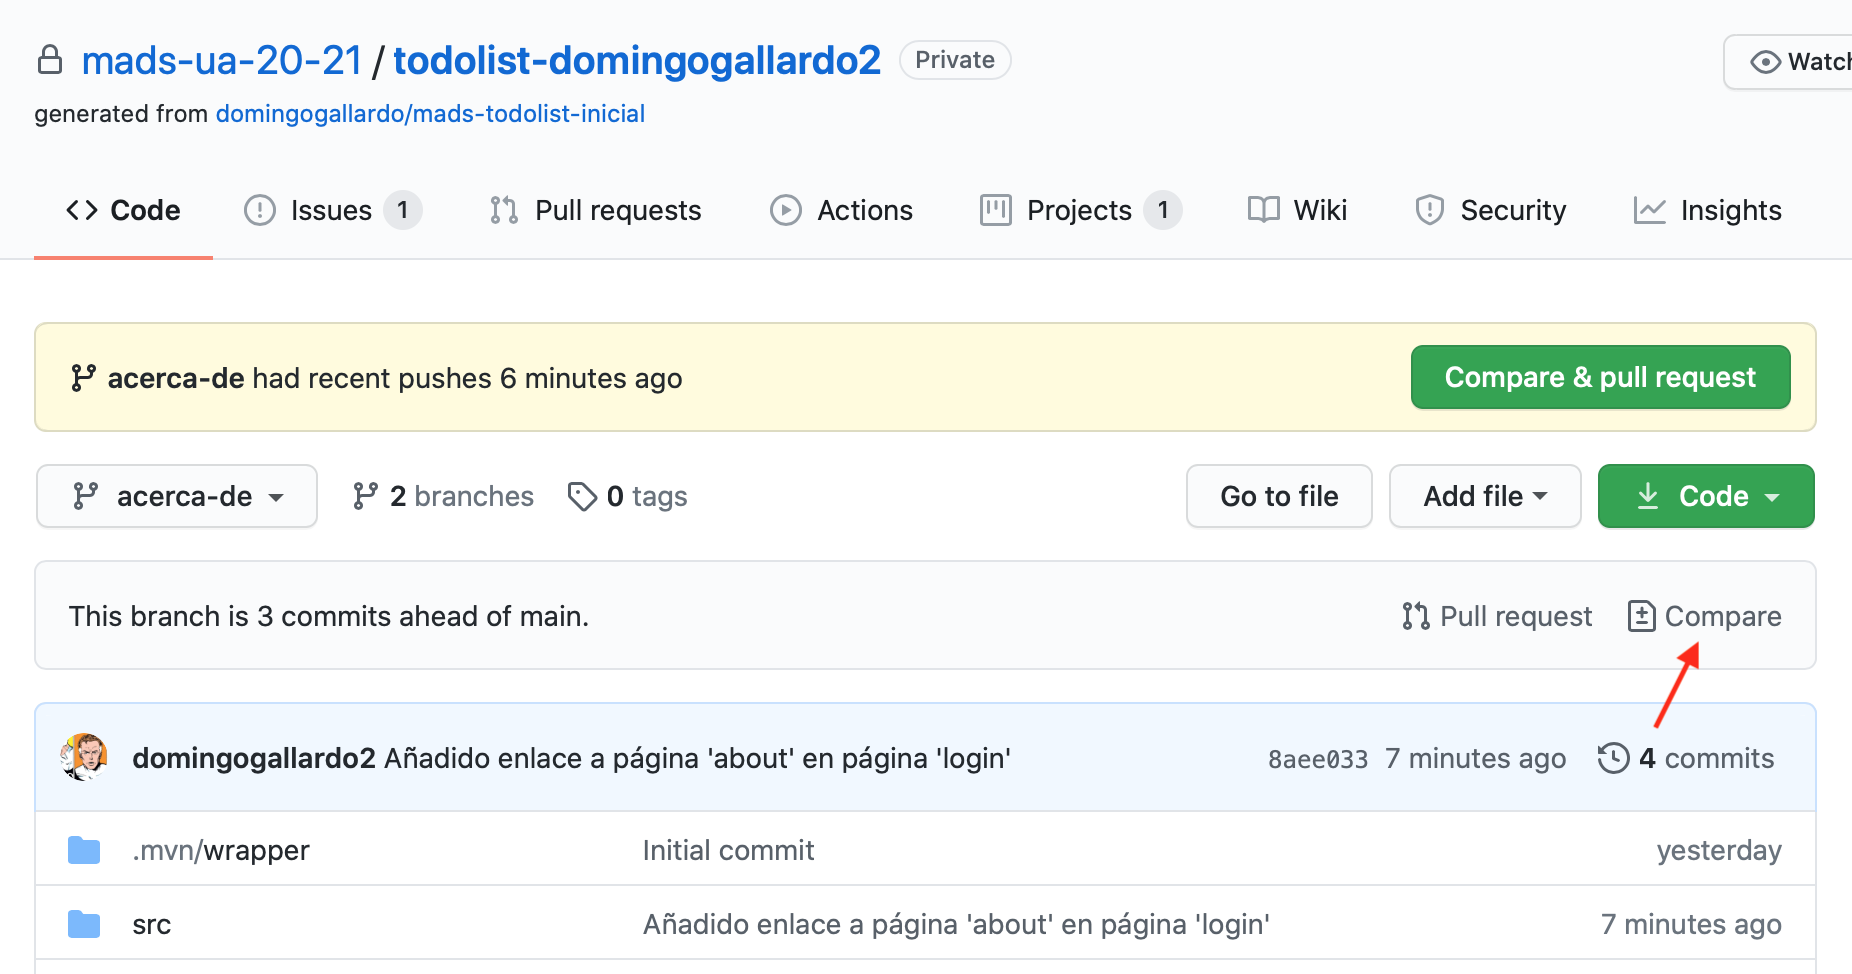 mads-ua-20-21 / todolist-domingogallardo2 Private
generated from domingogallardo/mads-todolist-inicial
Watch
Code Issues 1 Pull requests Actions Projects 1 Wiki Security Insights
acerca-de had recent pushes 6 minutes ago Compare & pull request
acerca-de 2 branches 0 tags Go to file Add file Code
This branch is 3 commits ahead of main. Pull request Compare
domingogallardo2 Añadido enlace a página 'about' en página 'login' 8aee033 7 minutes ago 4 commits
.mvn/wrapper Initial commit yesterday
src Añadido enlace a página 'about' en página 'login' 7 minutes ago